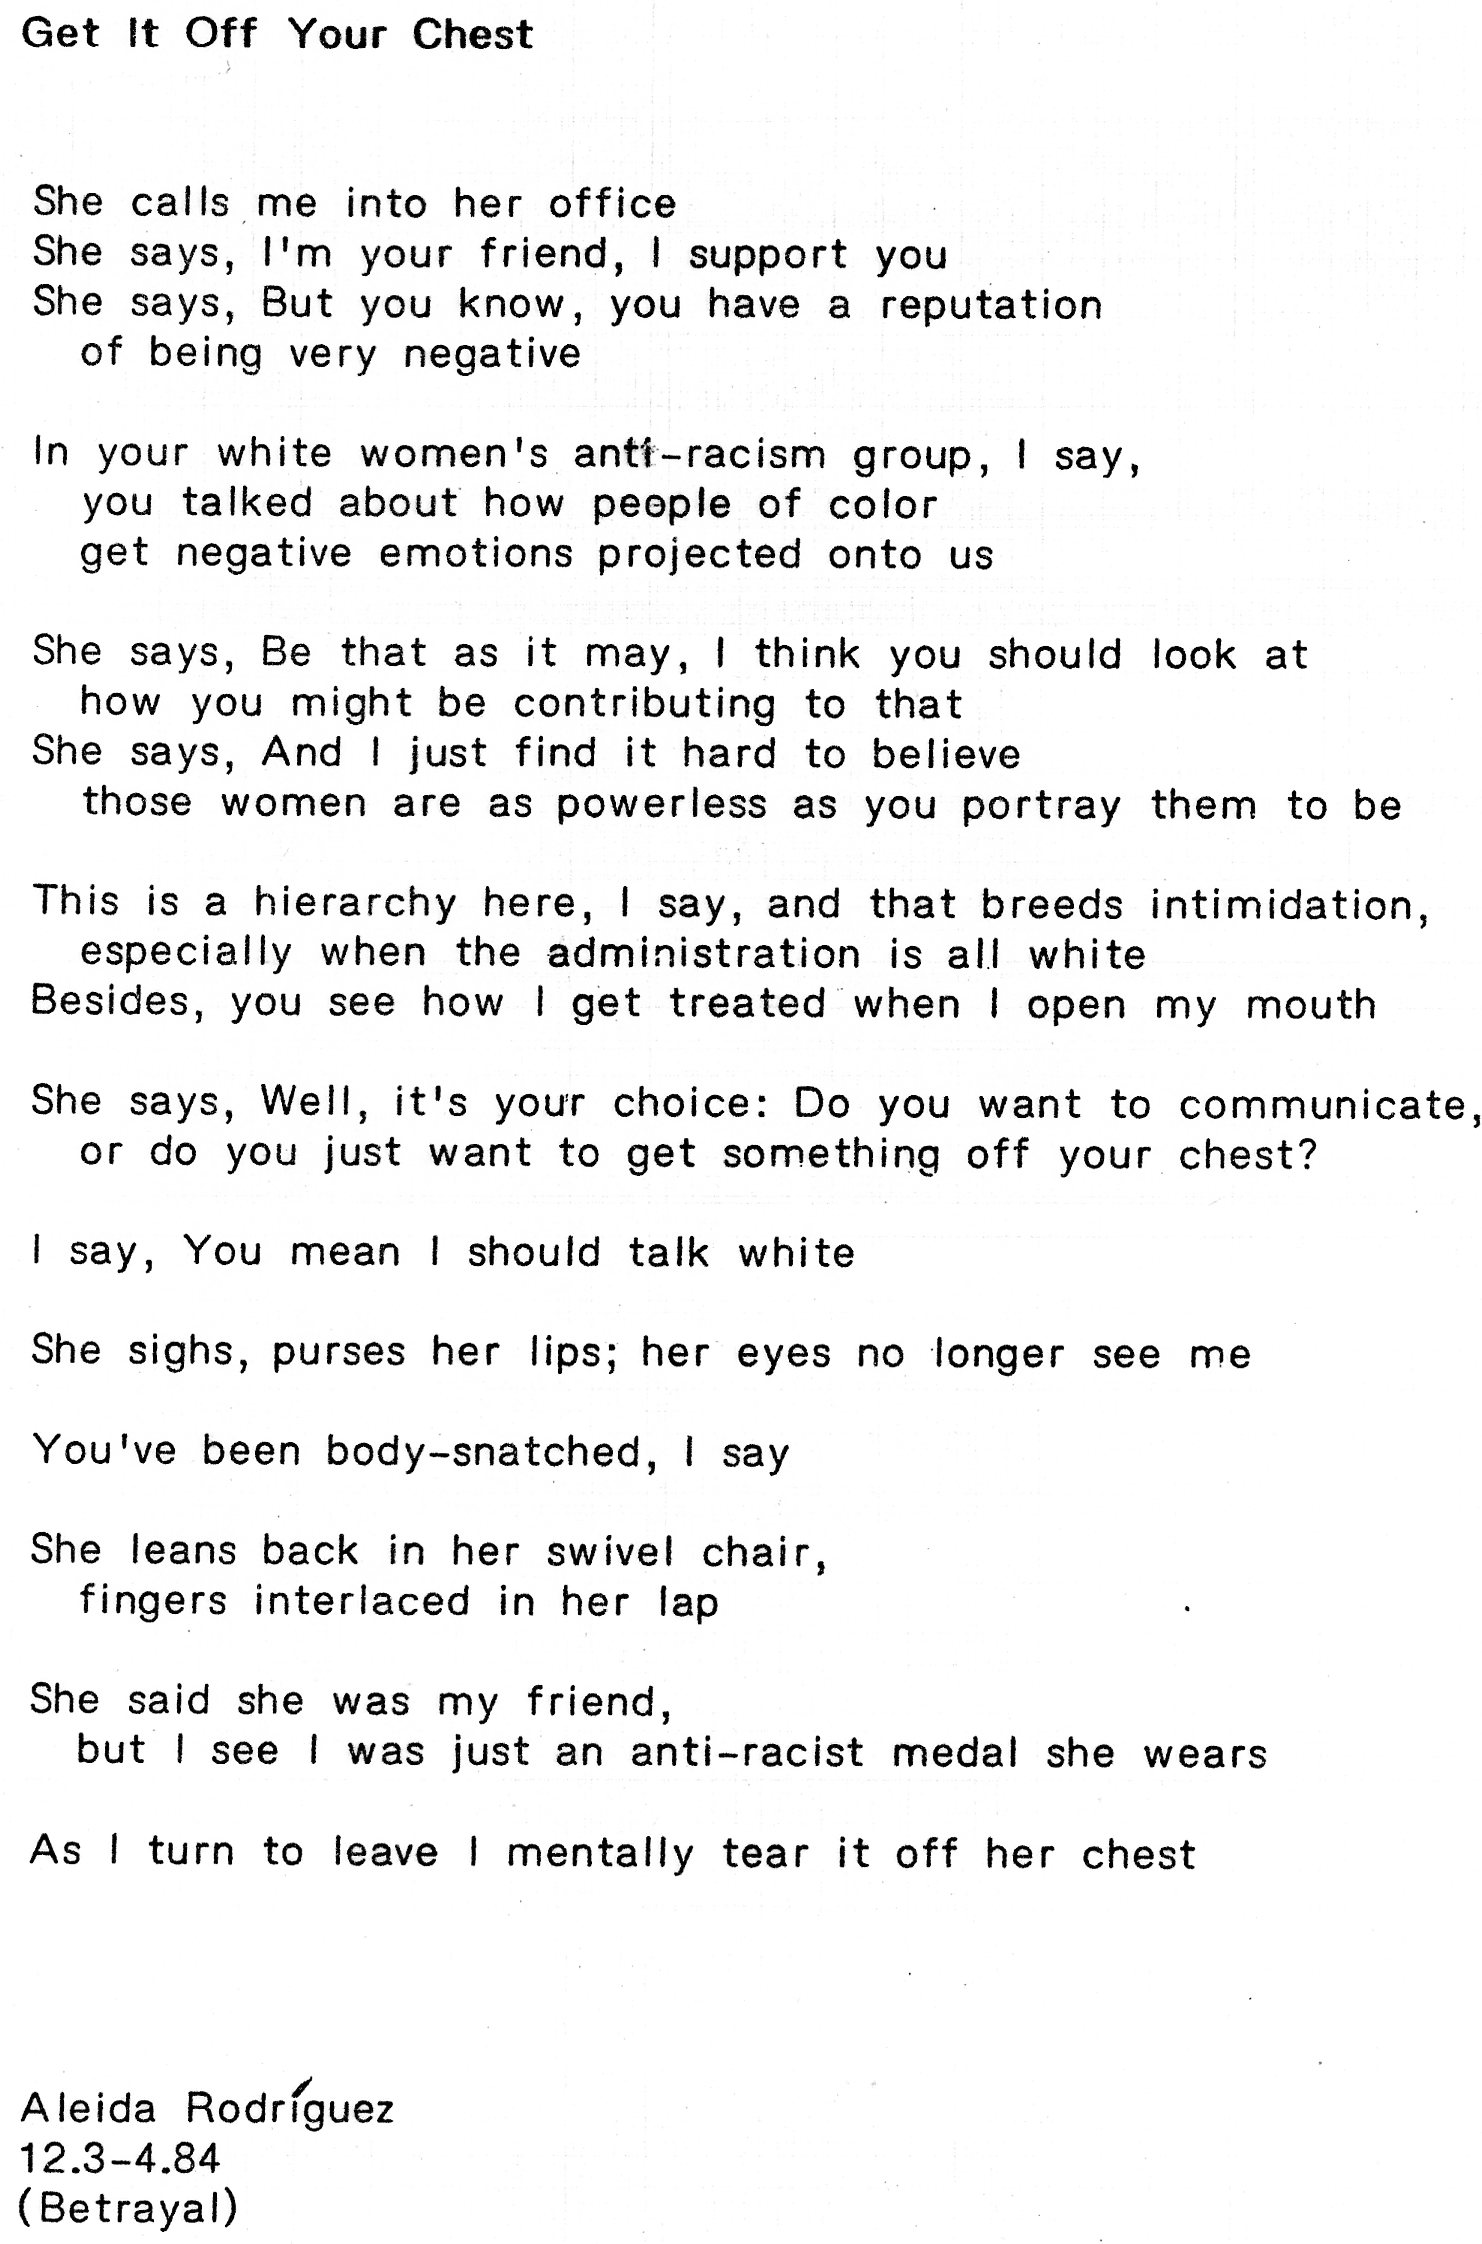 Get It Off Your Chest
She calls me into her office
She says, I'm your friend, I support you
She says, But you know, you have a reputation
of being very negative
In your white women's anti-racism group, I say,
you talked about how people of color
get negative emotions projected onto us
She says, Be that as it may, I think you should look at
how you might be contributing to that
She says, And I just find it hard to believe
those women are as powerless as you portray them to be
This is a hierarchy here, I say, and that breeds intimidation,
especially when the administration is all white
Besides, you see how I get treated when I open my mouth
She says, Well, it's your choice: Do you want to communicate,
or do you just want to get something off your chest?
I say, You mean I should talk white
She sighs, purses her lips; her eyes no longer see me
You've been body-snatched, I say
She leans back in her swivel chair,
fingers interlaced in her lap
She said she was my friend,
but I see I was just an anti-racist medal she wears
As I turn to leave I mentally tear it off her chest
Aleida Rodríguez
12.3-4.84
(Betrayal)